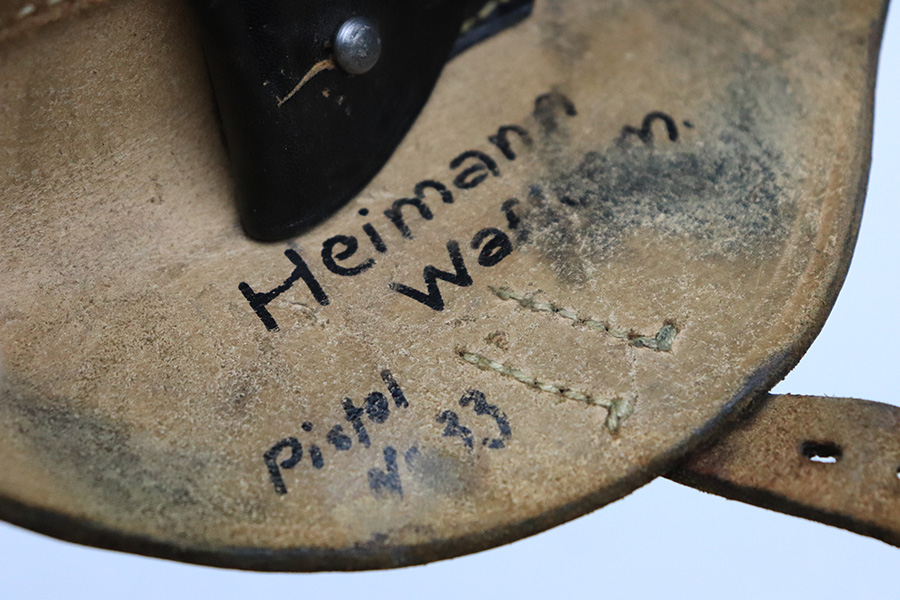 Heimann
Pistol
No 33